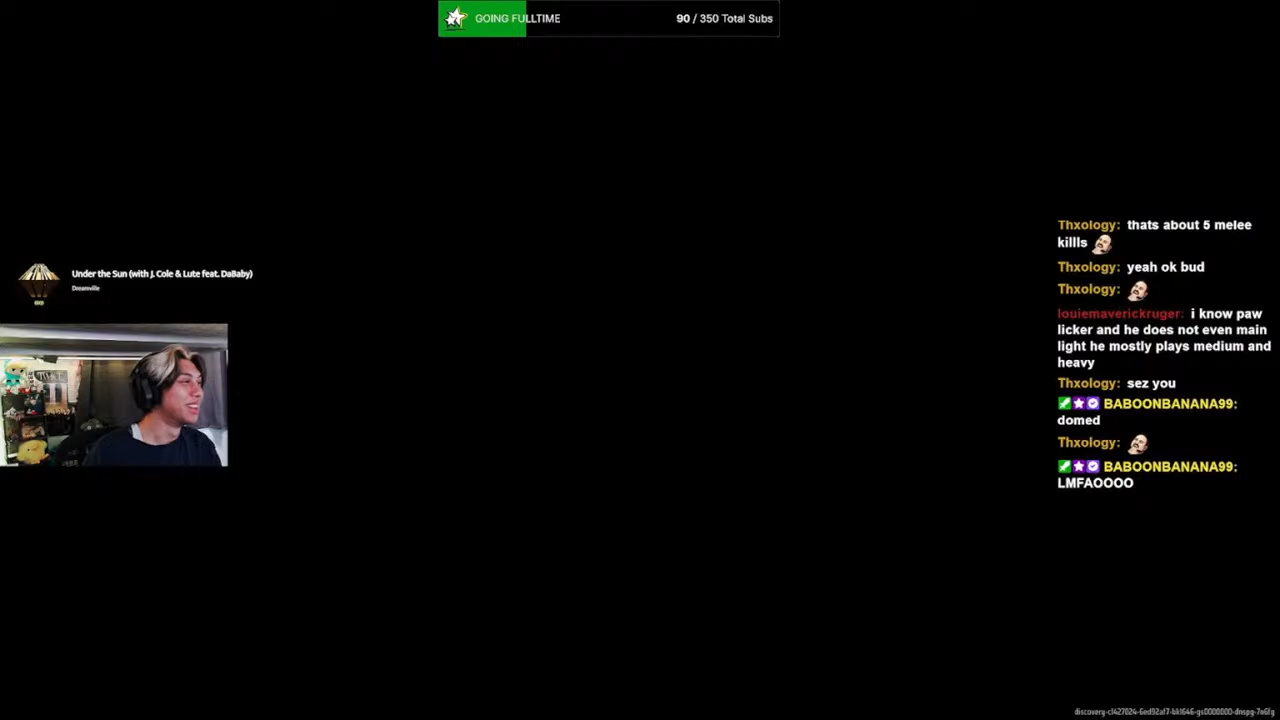 GOING FULLTIME 90 / 350 Total Subs
Under the Sun (with J. Cole & Lute feat. DaBaby)
Dreamville
Thxology: thats about 5 melee
killls
Thxology: yeah ok bud
Thxology:
louiemaverickruger: i know paw
licker and he does not even main
light he mostly plays medium and
heavy
Thxology: sez you
BABOONBANANA99:
domed
Thxology:
BABOONBANANA99:
LMFAOOOO